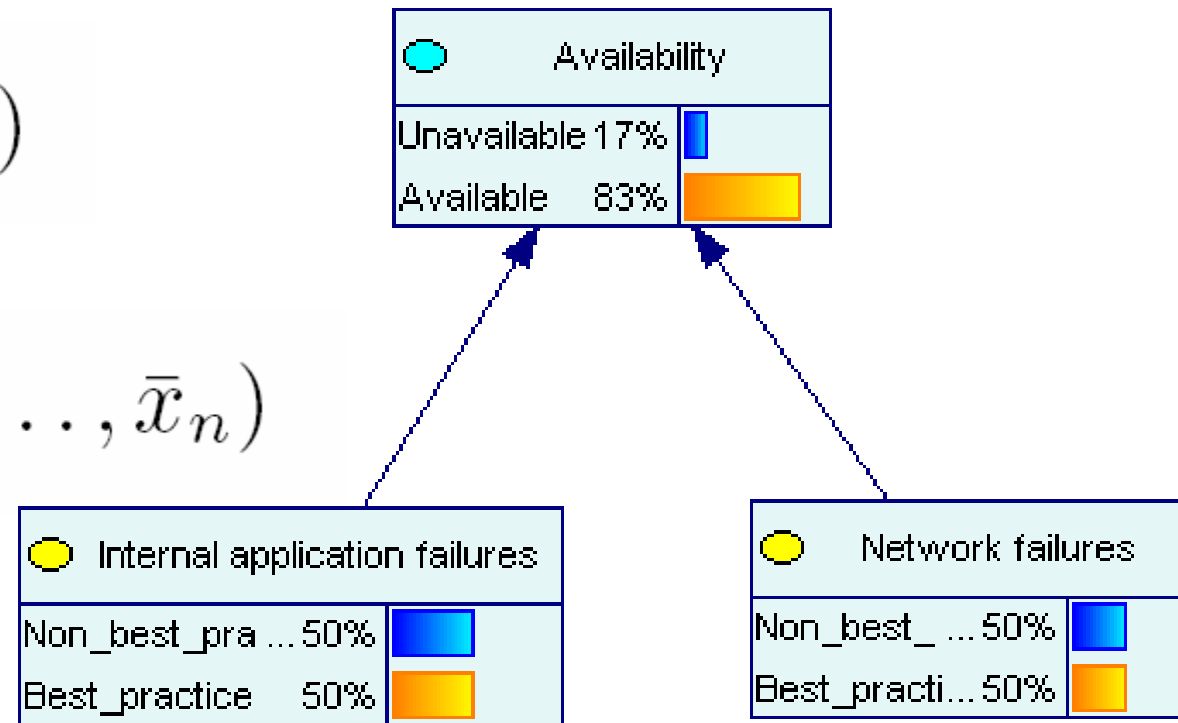 )
Availability
Unavailable 17%
Available 83%
. . , x̄ₙ)
Internal application failures
Non_best_pra ... 50%
Best_practice 50%
Network failures
Non_best_ ... 50%
Best_practi... 50%